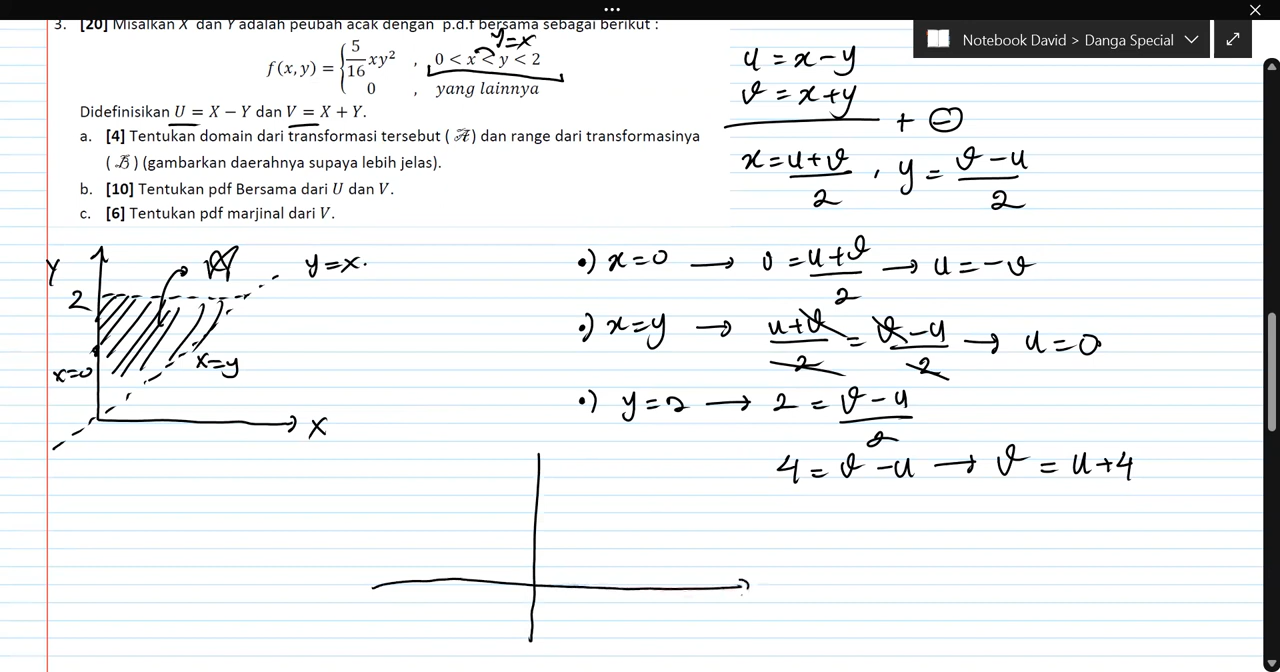 3. [20] Misalkan X dan Y adalah peubah acak dengan p.d.f bersama sebagai berikut :
y=x
f(x,y) = { 5/16 xy² , 0 < x < y < 2
0 , yang lainnya
Didefinisikan U = X − Y dan V = X + Y.
a. [4] Tentukan domain dari transformasi tersebut ( 𝒜 ) dan range dari transformasinya
( ℬ ) (gambarkan daerahnya supaya lebih jelas).
b. [10] Tentukan pdf Bersama dari U dan V.
c. [6] Tentukan pdf marjinal dari V.
Notebook David > Danga Special
u = x − y
v = x + y
+ ⊖
x = u+v/2 , y = v−u/2
Y
2
𝒜
y=x.
x=0
x=y
X
•) x=0 → 0 = u+v/2 → u = −v
•) x=y → u+v/2 = v−u/2 → u=0
•) y=2 → 2 = v−u/2
4 = v−u → v = u+4